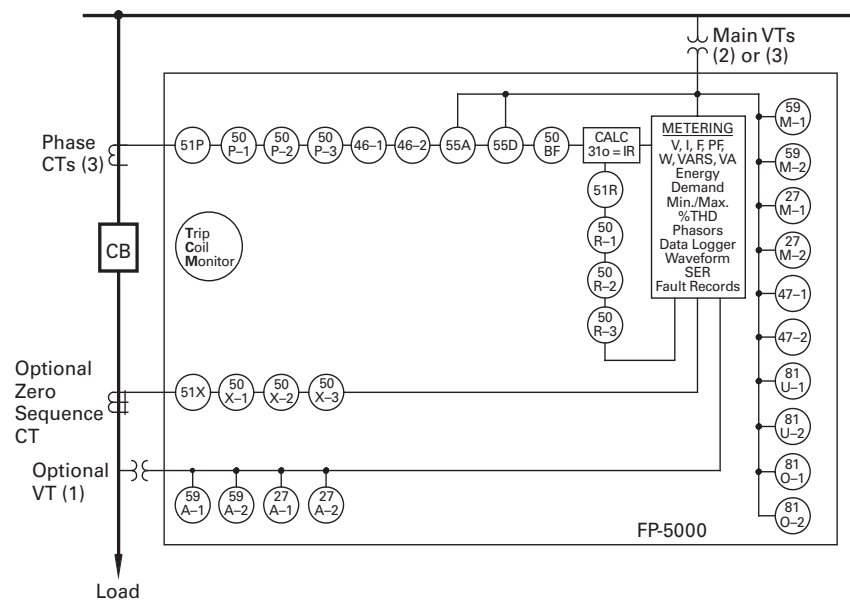 Main VTs
(2) or (3)
Phase
CTs (3)
51P
50
P–1
50
P–2
50
P–3
46–1
46–2
55A
55D
50
BF
CALC
31o = IR
METERING
V, I, F, PF,
W, VARS, VA
Energy
Demand
Min./Max.
%THD
Phasors
Data Logger
Waveform
SER
Fault Records
59
M–1
59
M–2
27
M–1
27
M–2
47–1
47–2
81
U–1
81
U–2
81
O–1
81
O–2
51R
50
R–1
50
R–2
50
R–3
CB
Trip
Coil
Monitor
Optional
Zero
Sequence
CT
51X
50
X–1
50
X–2
50
X–3
Optional
VT (1)
59
A–1
59
A–2
27
A–1
27
A–2
FP-5000
Load